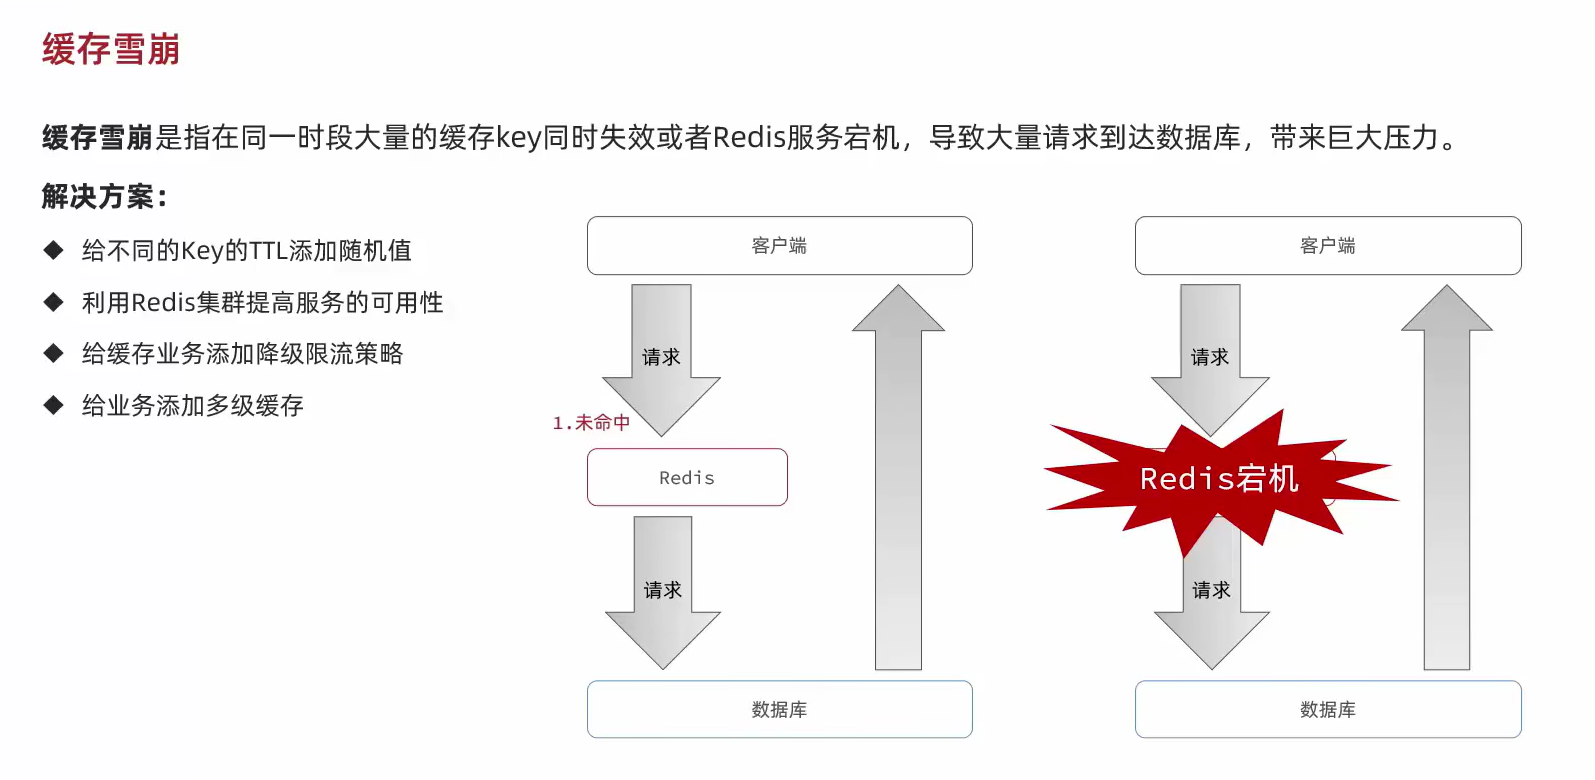 缓存雪崩
缓存雪崩是指在同一时段大量的缓存key同时失效或者Redis服务宕机，导致大量请求到达数据库，带来巨大压力。
解决方案：
◆ 给不同的Key的TTL添加随机值
◆ 利用Redis集群提高服务的可用性
◆ 给缓存业务添加降级限流策略
◆ 给业务添加多级缓存
客户端
请求
1.未命中
Redis
请求
数据库
客户端
请求
Redis宕机
请求
数据库